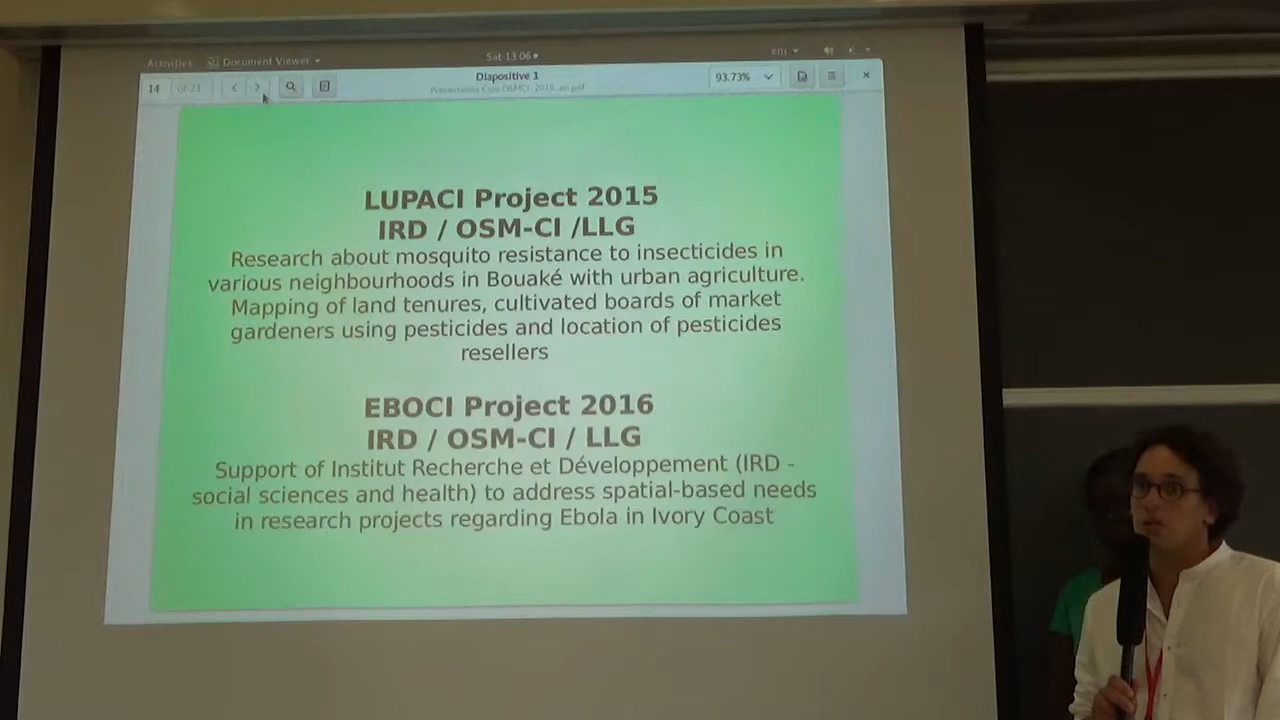 Activities Document Viewer Sat 13:06 en
14 of 21 Diapositive 1 93.73%
LUPACI Project 2015
IRD / OSM-CI /LLG
Research about mosquito resistance to insecticides in
various neighbourhoods in Bouaké with urban agriculture.
Mapping of land tenures, cultivated boards of market
gardeners using pesticides and location of pesticides
resellers
EBOCI Project 2016
IRD / OSM-CI / LLG
Support of Institut Recherche et Développement (IRD -
social sciences and health) to address spatial-based needs
in research projects regarding Ebola in Ivory Coast